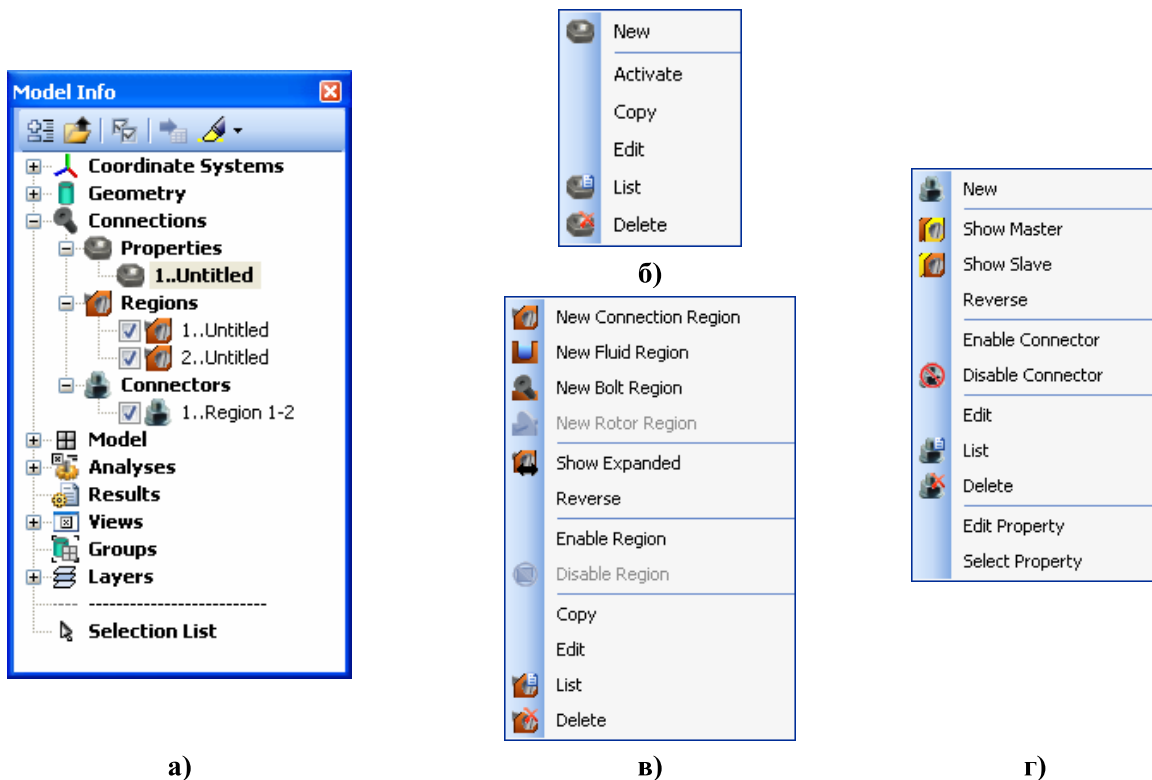 Model Info
Coordinate Systems
Geometry
Connections
Properties
1..Untitled
Regions
1..Untitled
2..Untitled
Connectors
1..Region 1-2
Model
Analyses
Results
Views
Groups
Layers
--------------------------
Selection List
а)
New
Activate
Copy
Edit
List
Delete
б)
New Connection Region
New Fluid Region
New Bolt Region
New Rotor Region
Show Expanded
Reverse
Enable Region
Disable Region
Copy
Edit
List
Delete
в)
New
Show Master
Show Slave
Reverse
Enable Connector
Disable Connector
Edit
List
Delete
Edit Property
Select Property
г)